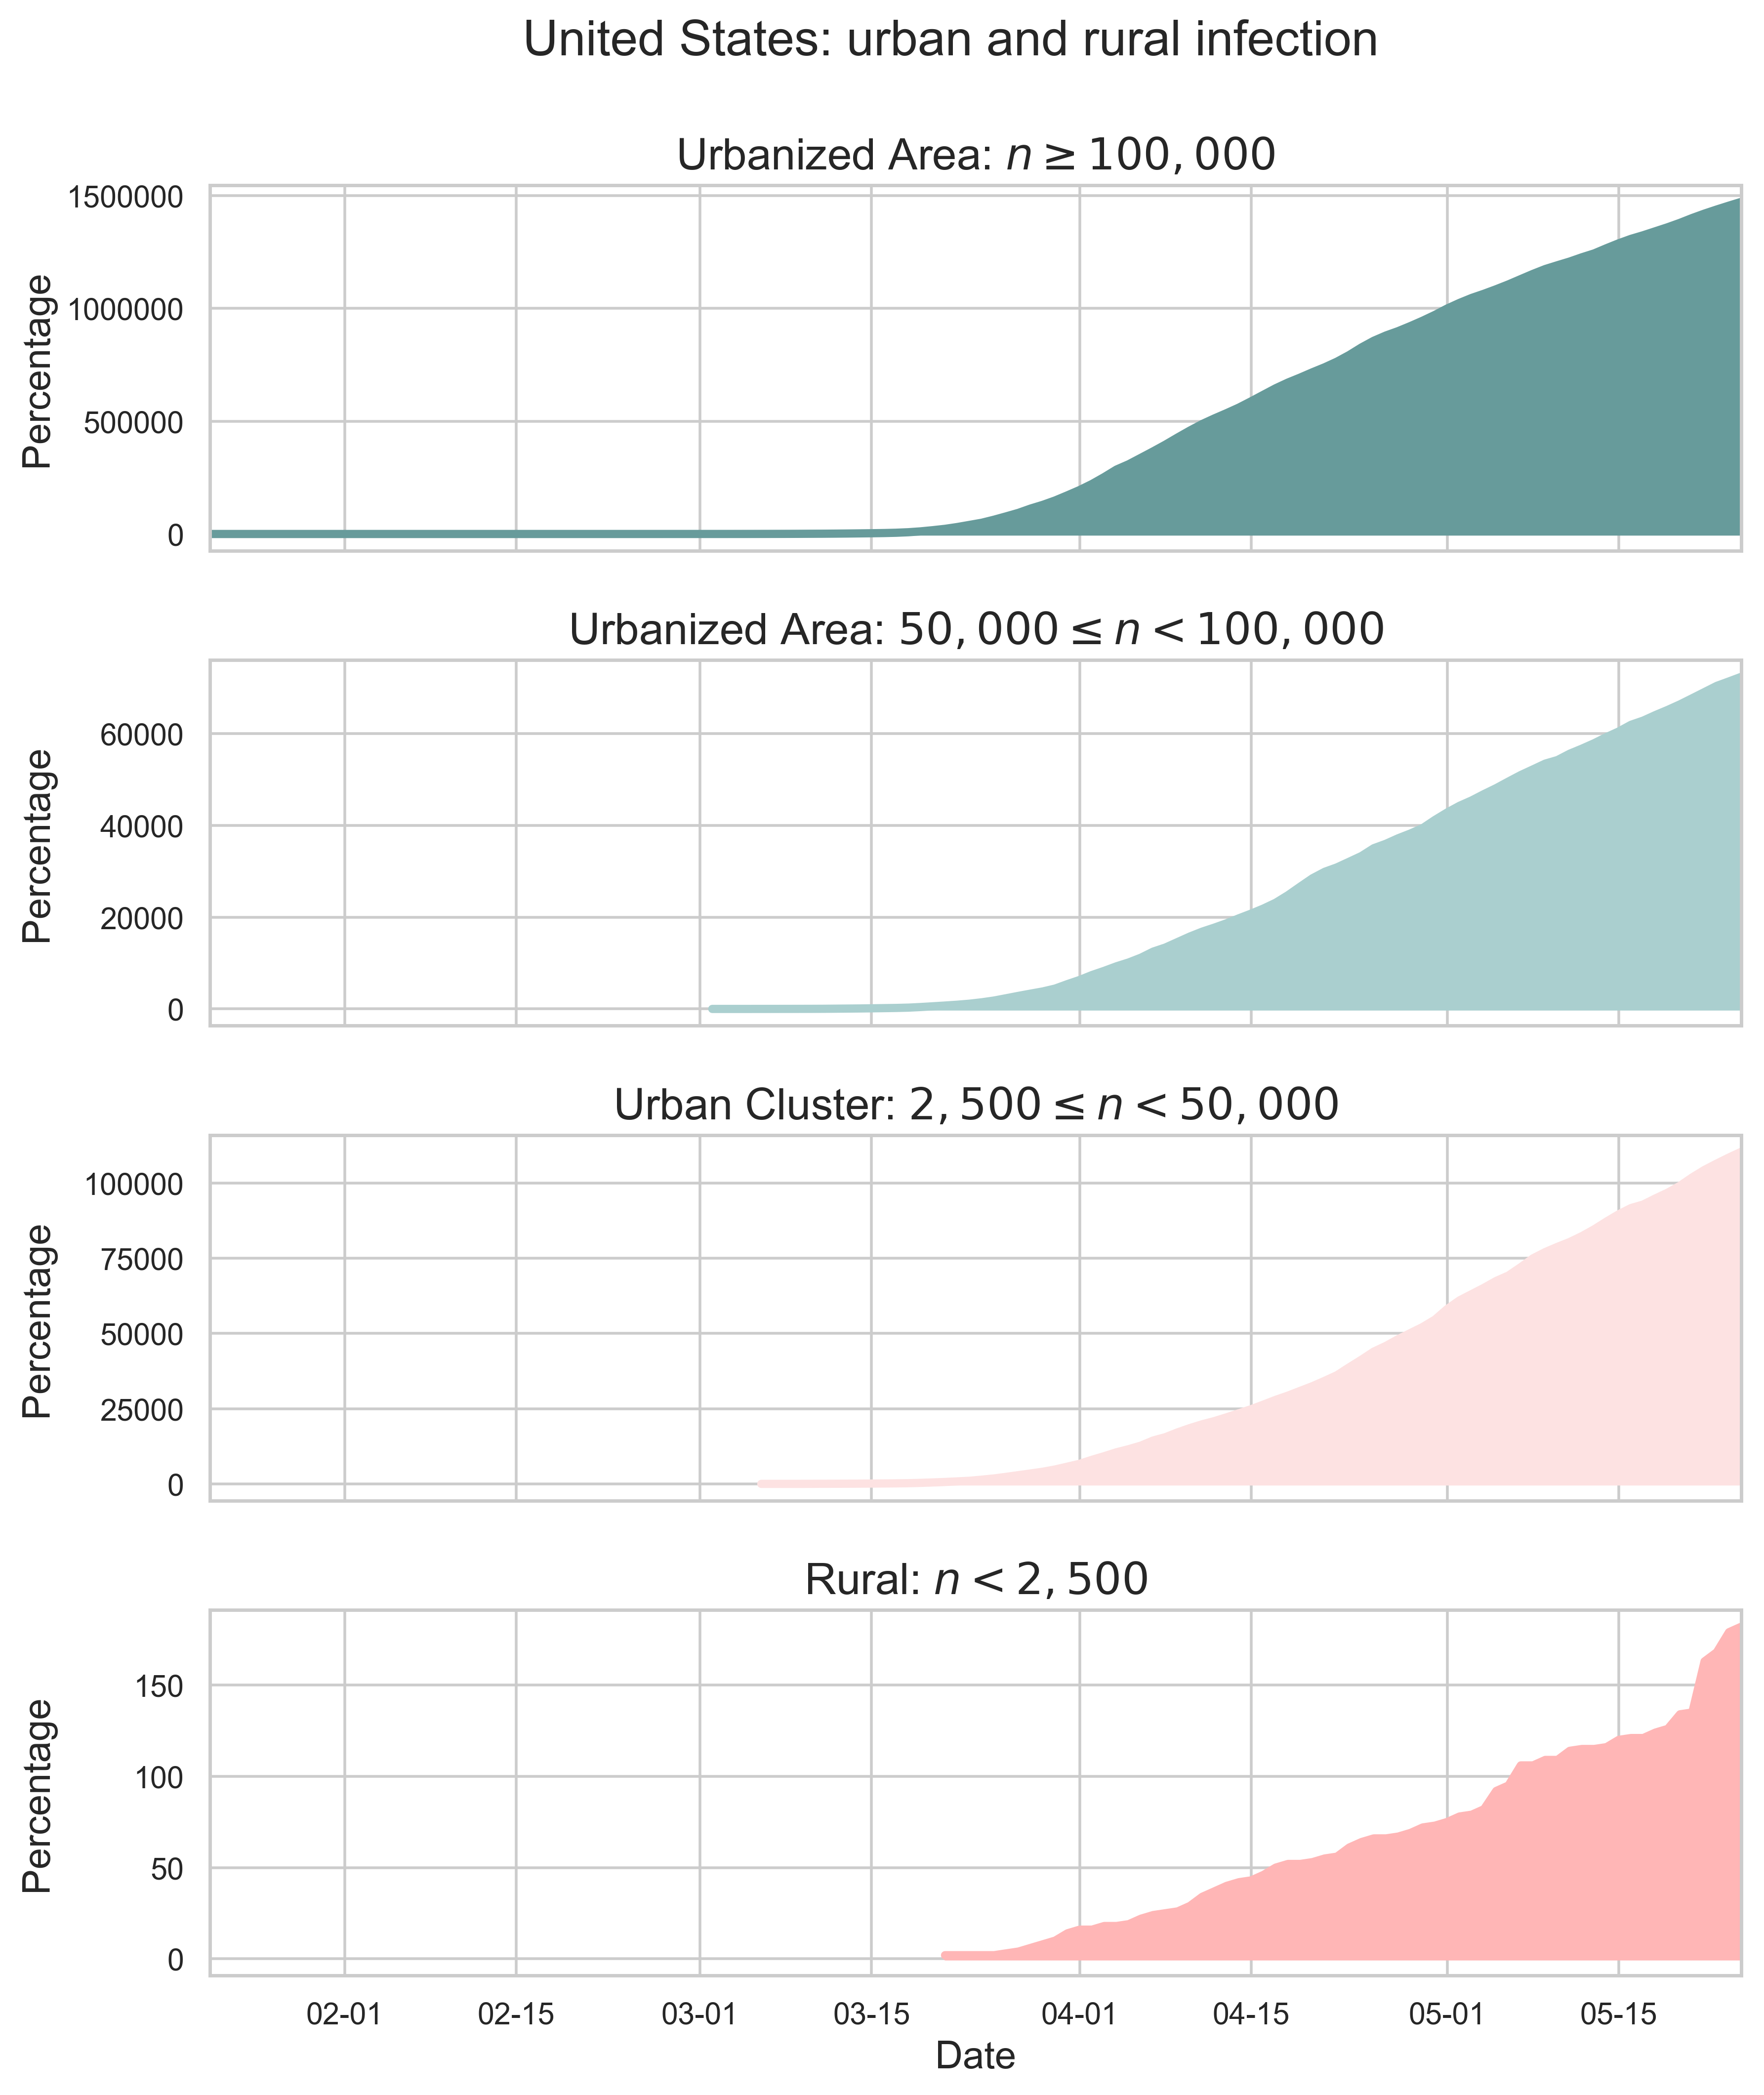 United States: urban and rural infection
Urbanized Area: n ≥ 100,000
Percentage
1500000
1000000
500000
0
Urbanized Area: 50,000 ≤ n < 100,000
Percentage
60000
40000
20000
0
Urban Cluster: 2,500 ≤ n < 50,000
Percentage
100000
75000
50000
25000
0
Rural: n < 2,500
Percentage
150
100
50
0
02-01 02-15 03-01 03-15 04-01 04-15 05-01 05-15
Date